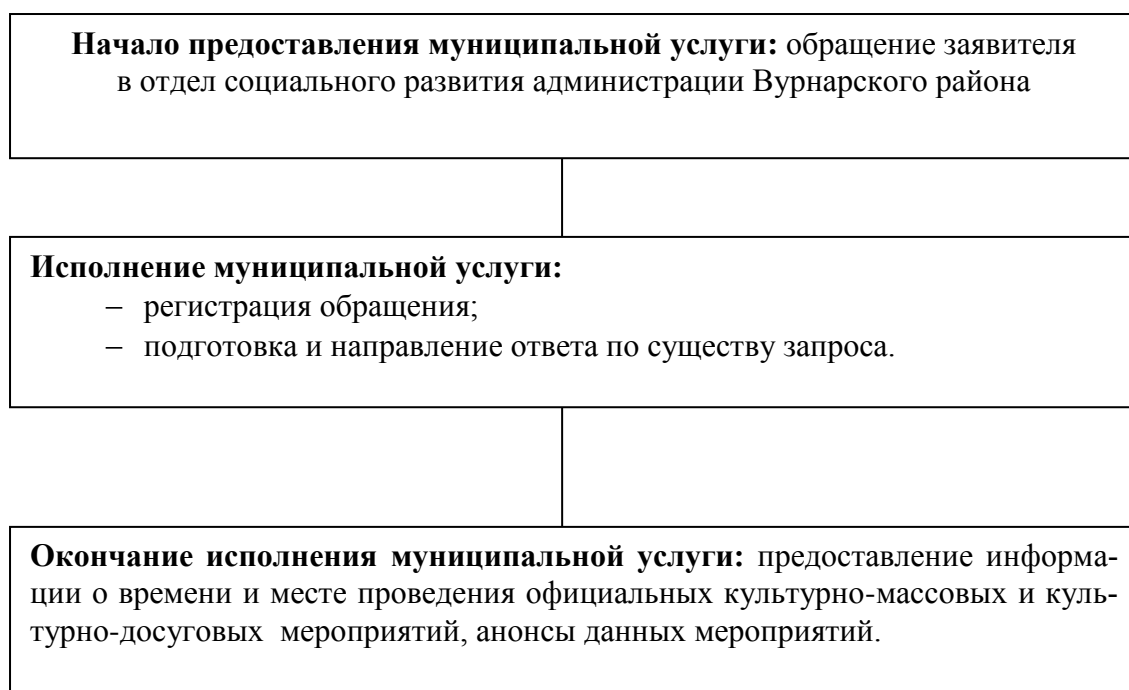 Начало предоставления муниципальной услуги: обращение заявителя
в отдел социального развития администрации Вурнарского района
Исполнение муниципальной услуги:
– регистрация обращения;
– подготовка и направление ответа по существу запроса.
Окончание исполнения муниципальной услуги: предоставление информа-
ции о времени и месте проведения официальных культурно-массовых и куль-
турно-досуговых мероприятий, анонсы данных мероприятий.